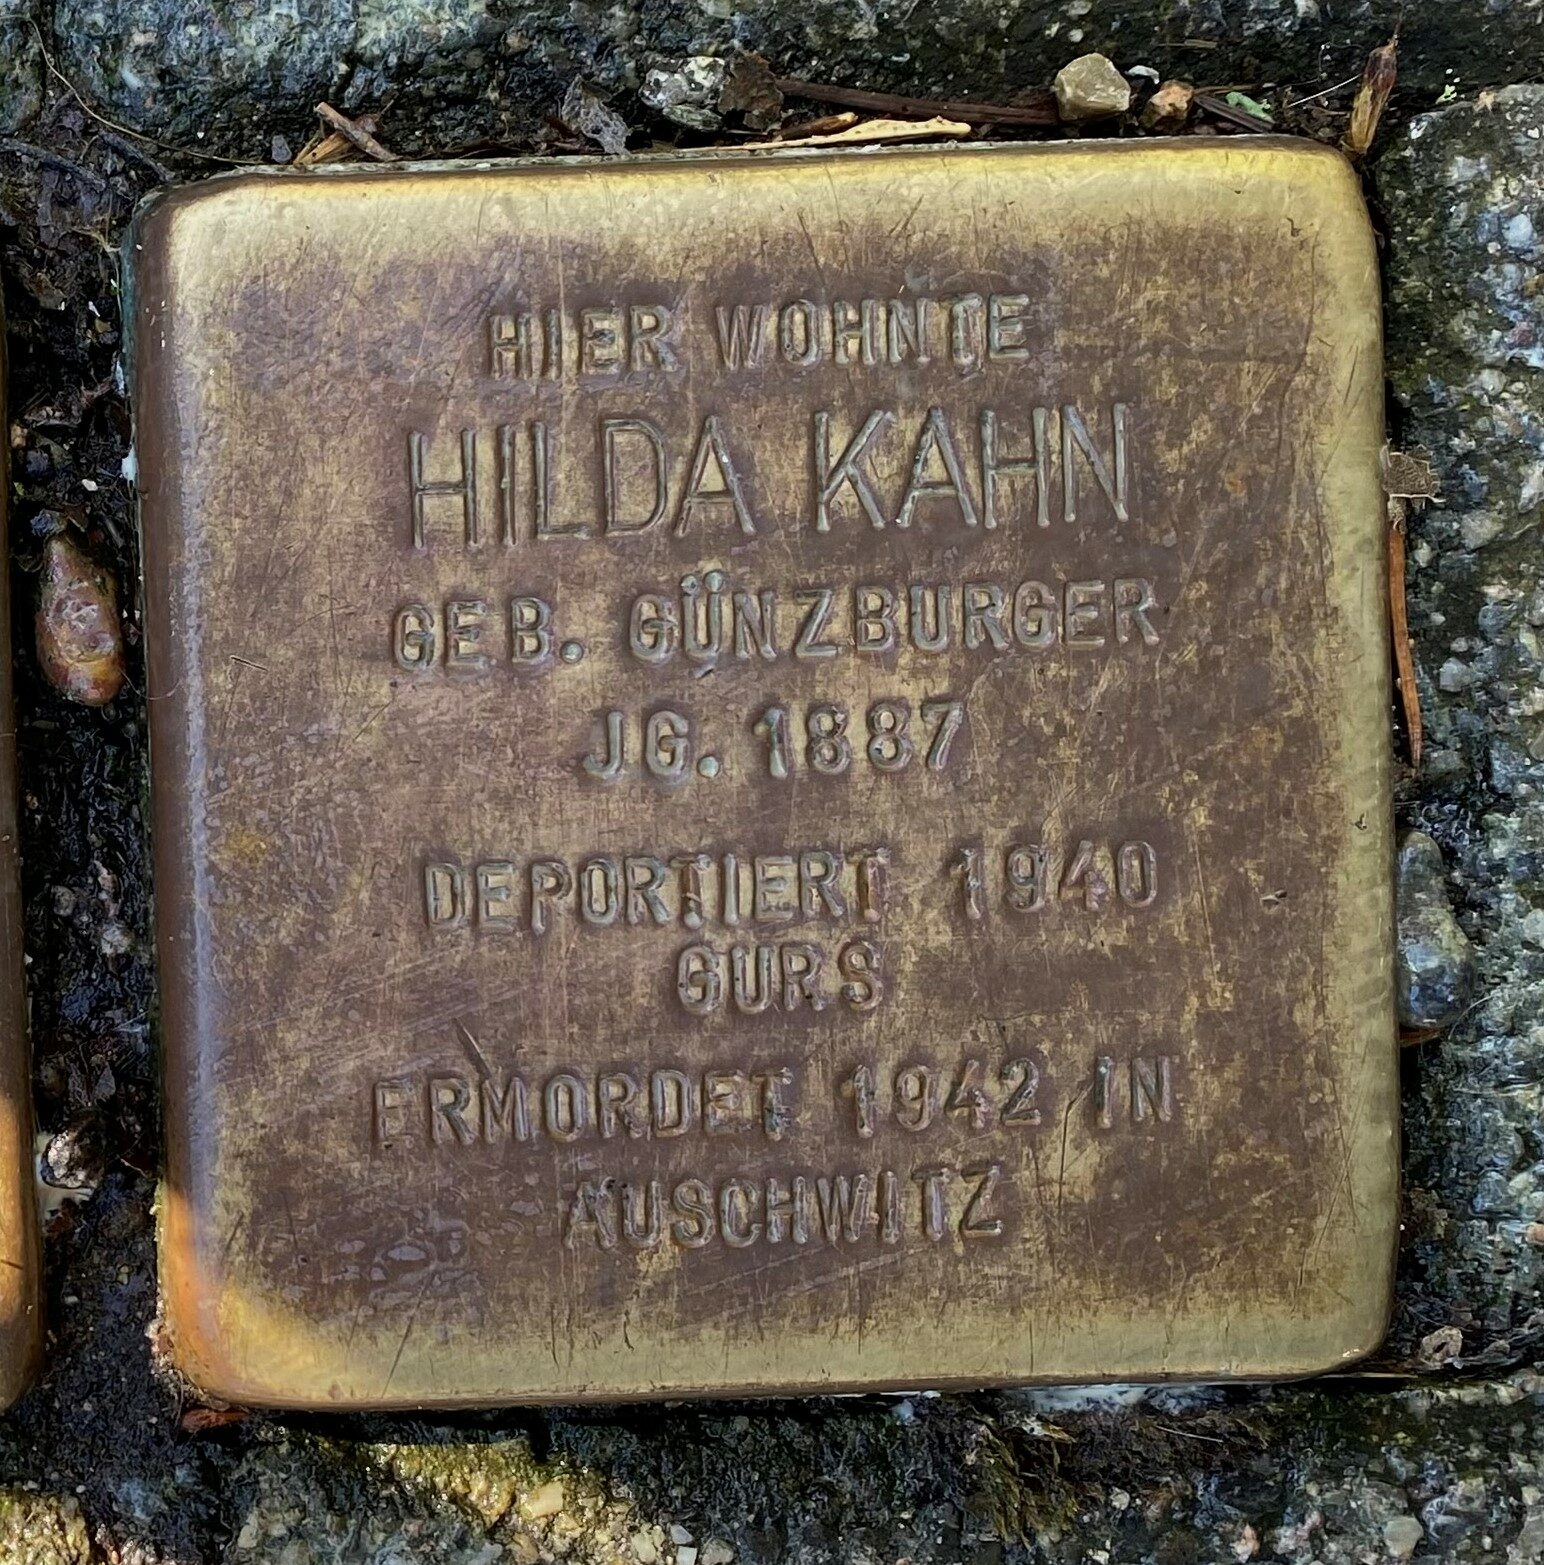 HIER WOHNTE
HILDA KAHN
GEB. GÜNZBURGER
JG. 1887
DEPORTIERT 1940
GURS
ERMORDET 1942 IN
AUSCHWITZ